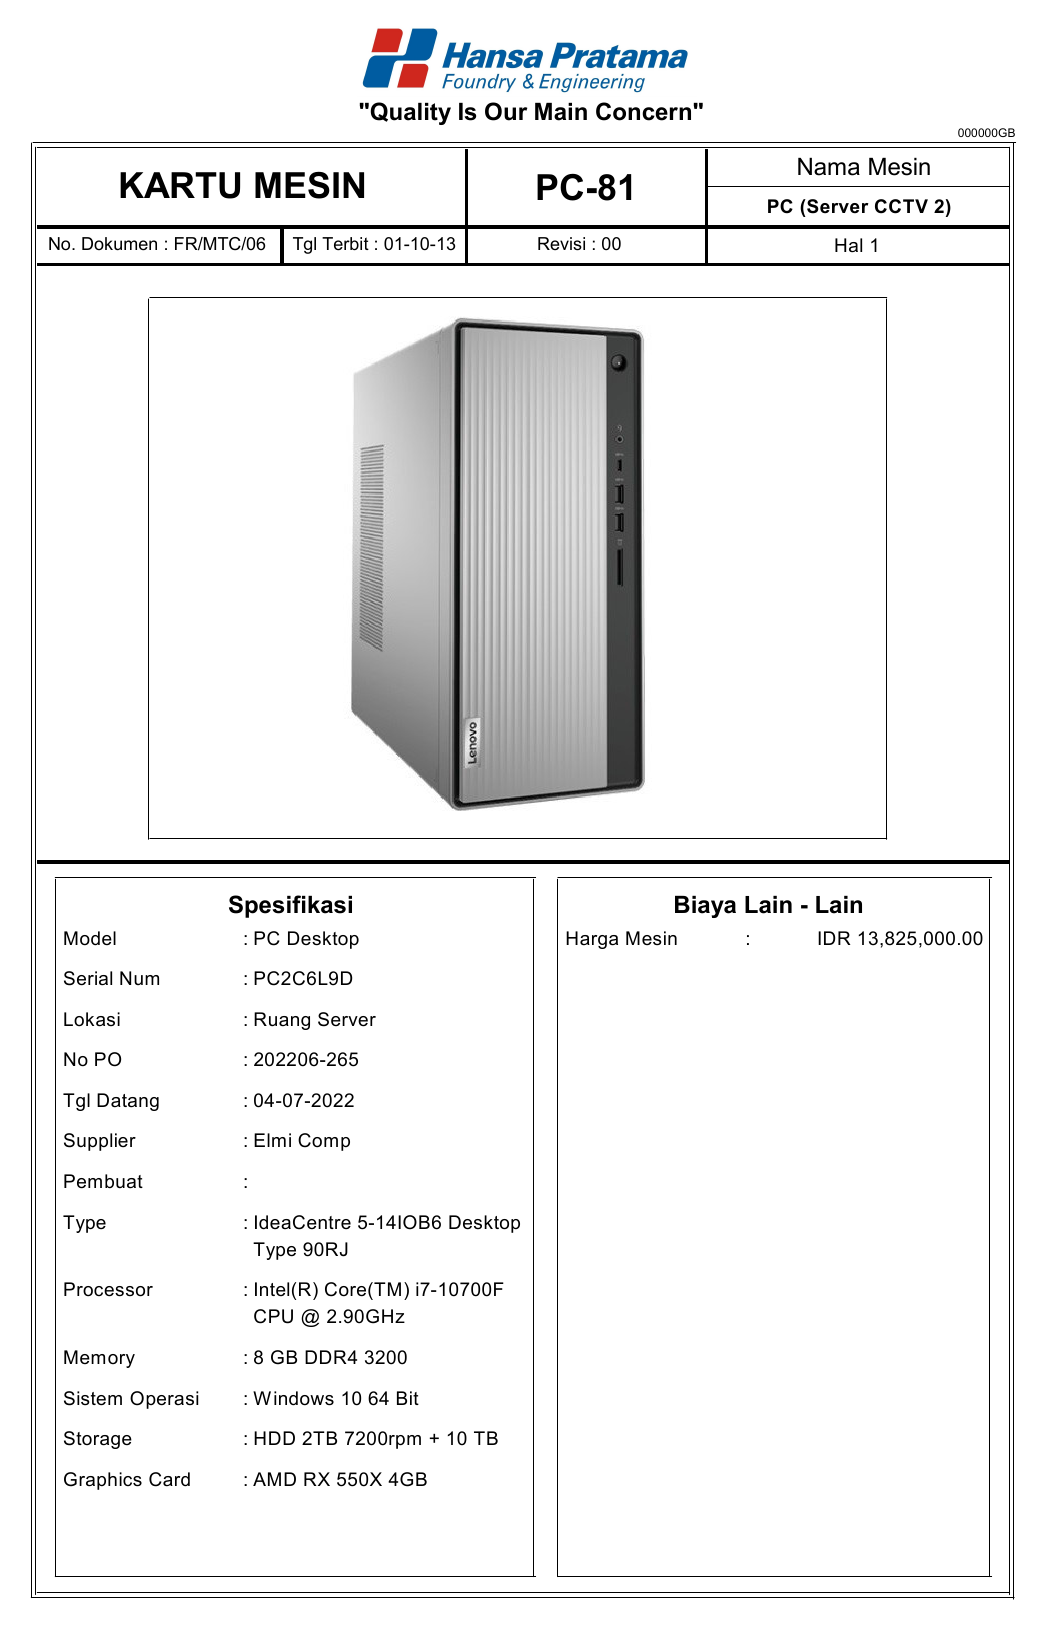 Hansa Pratama
Foundry & Engineering
"Quality Is Our Main Concern"
000000GB
KARTU MESIN
PC-81
Nama Mesin
PC (Server CCTV 2)
No. Dokumen : FR/MTC/06
Tgl Terbit : 01-10-13
Revisi : 00
Hal 1
Lenovo
Spesifikasi
Model : PC Desktop
Serial Num : PC2C6L9D
Lokasi : Ruang Server
No PO : 202206-265
Tgl Datang : 04-07-2022
Supplier : Elmi Comp
Pembuat :
Type : IdeaCentre 5-14IOB6 Desktop
Type 90RJ
Processor : Intel(R) Core(TM) i7-10700F
CPU @ 2.90GHz
Memory : 8 GB DDR4 3200
Sistem Operasi : Windows 10 64 Bit
Storage : HDD 2TB 7200rpm + 10 TB
Graphics Card : AMD RX 550X 4GB
Biaya Lain - Lain
Harga Mesin : IDR 13,825,000.00